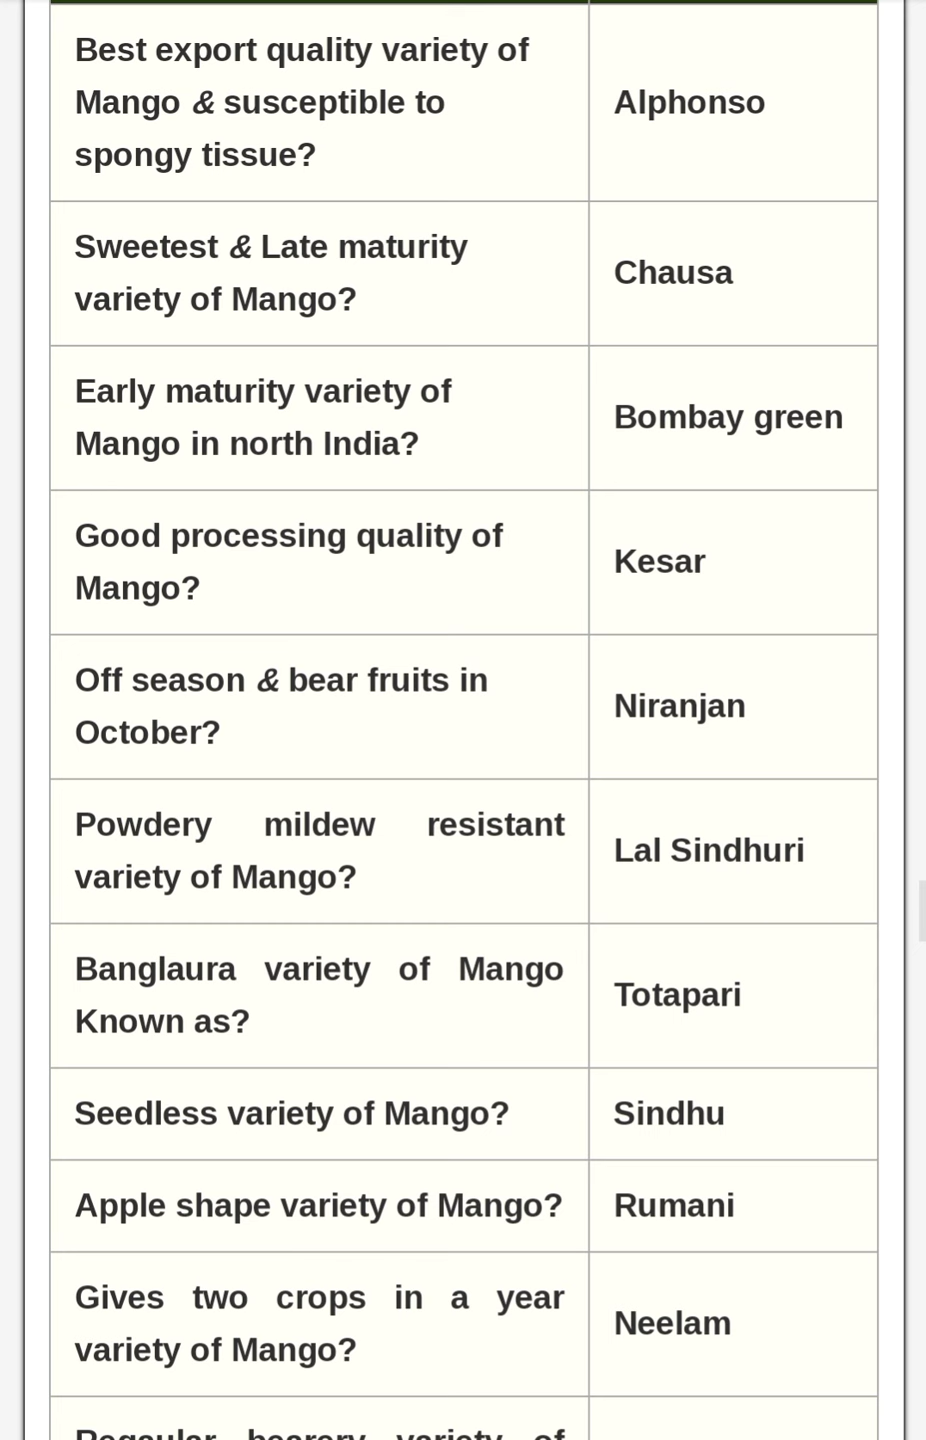 Best export quality variety of
Mango & susceptible to
spongy tissue?
Alphonso
Sweetest & Late maturity
variety of Mango?
Chausa
Early maturity variety of
Mango in north India?
Bombay green
Good processing quality of
Mango?
Kesar
Off season & bear fruits in
October?
Niranjan
Powdery mildew resistant
variety of Mango?
Lal Sindhuri
Banglaura variety of Mango
Known as?
Totapari
Seedless variety of Mango?
Sindhu
Apple shape variety of Mango?
Rumani
Gives two crops in a year
variety of Mango?
Neelam
Regaular bearery variety of